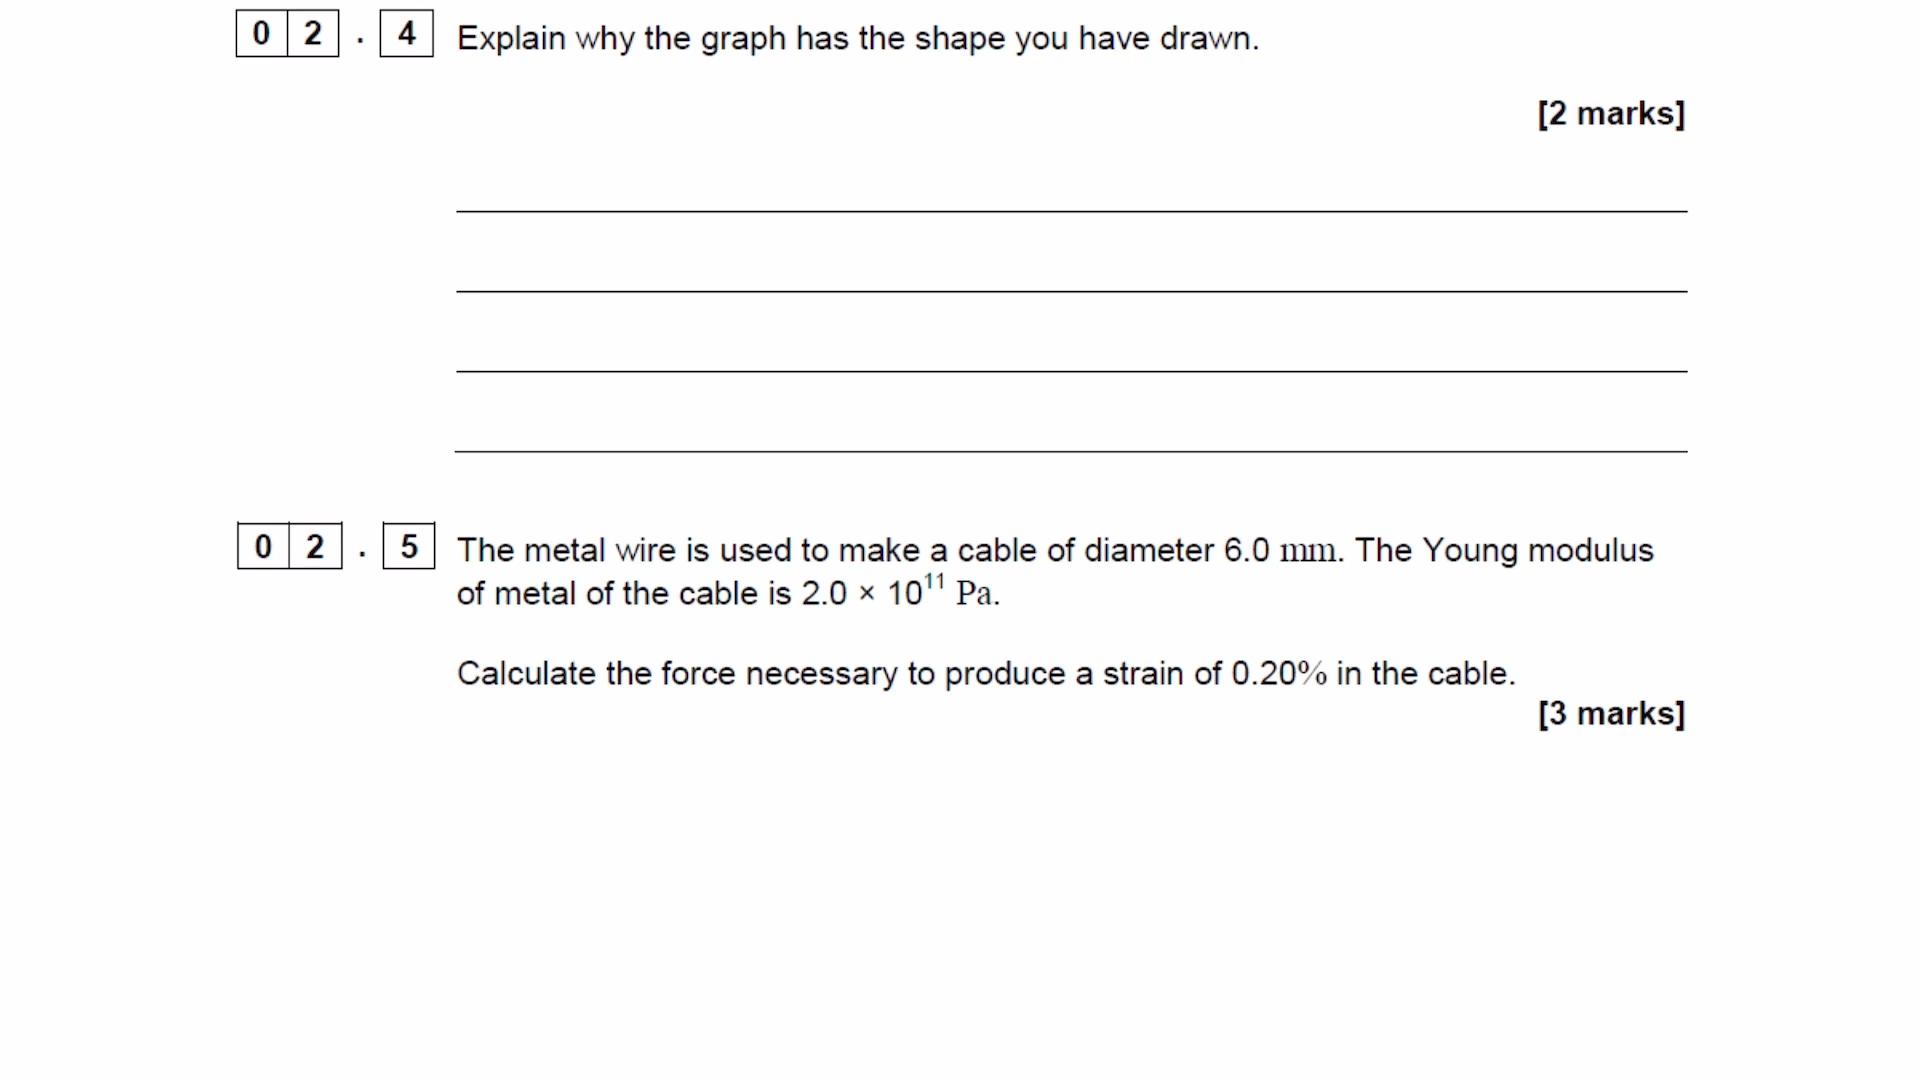 0 2 . 4 Explain why the graph has the shape you have drawn.
[2 marks]
0 2 . 5 The metal wire is used to make a cable of diameter 6.0 mm. The Young modulus
of metal of the cable is 2.0 × 10¹¹ Pa.
Calculate the force necessary to produce a strain of 0.20% in the cable.
[3 marks]